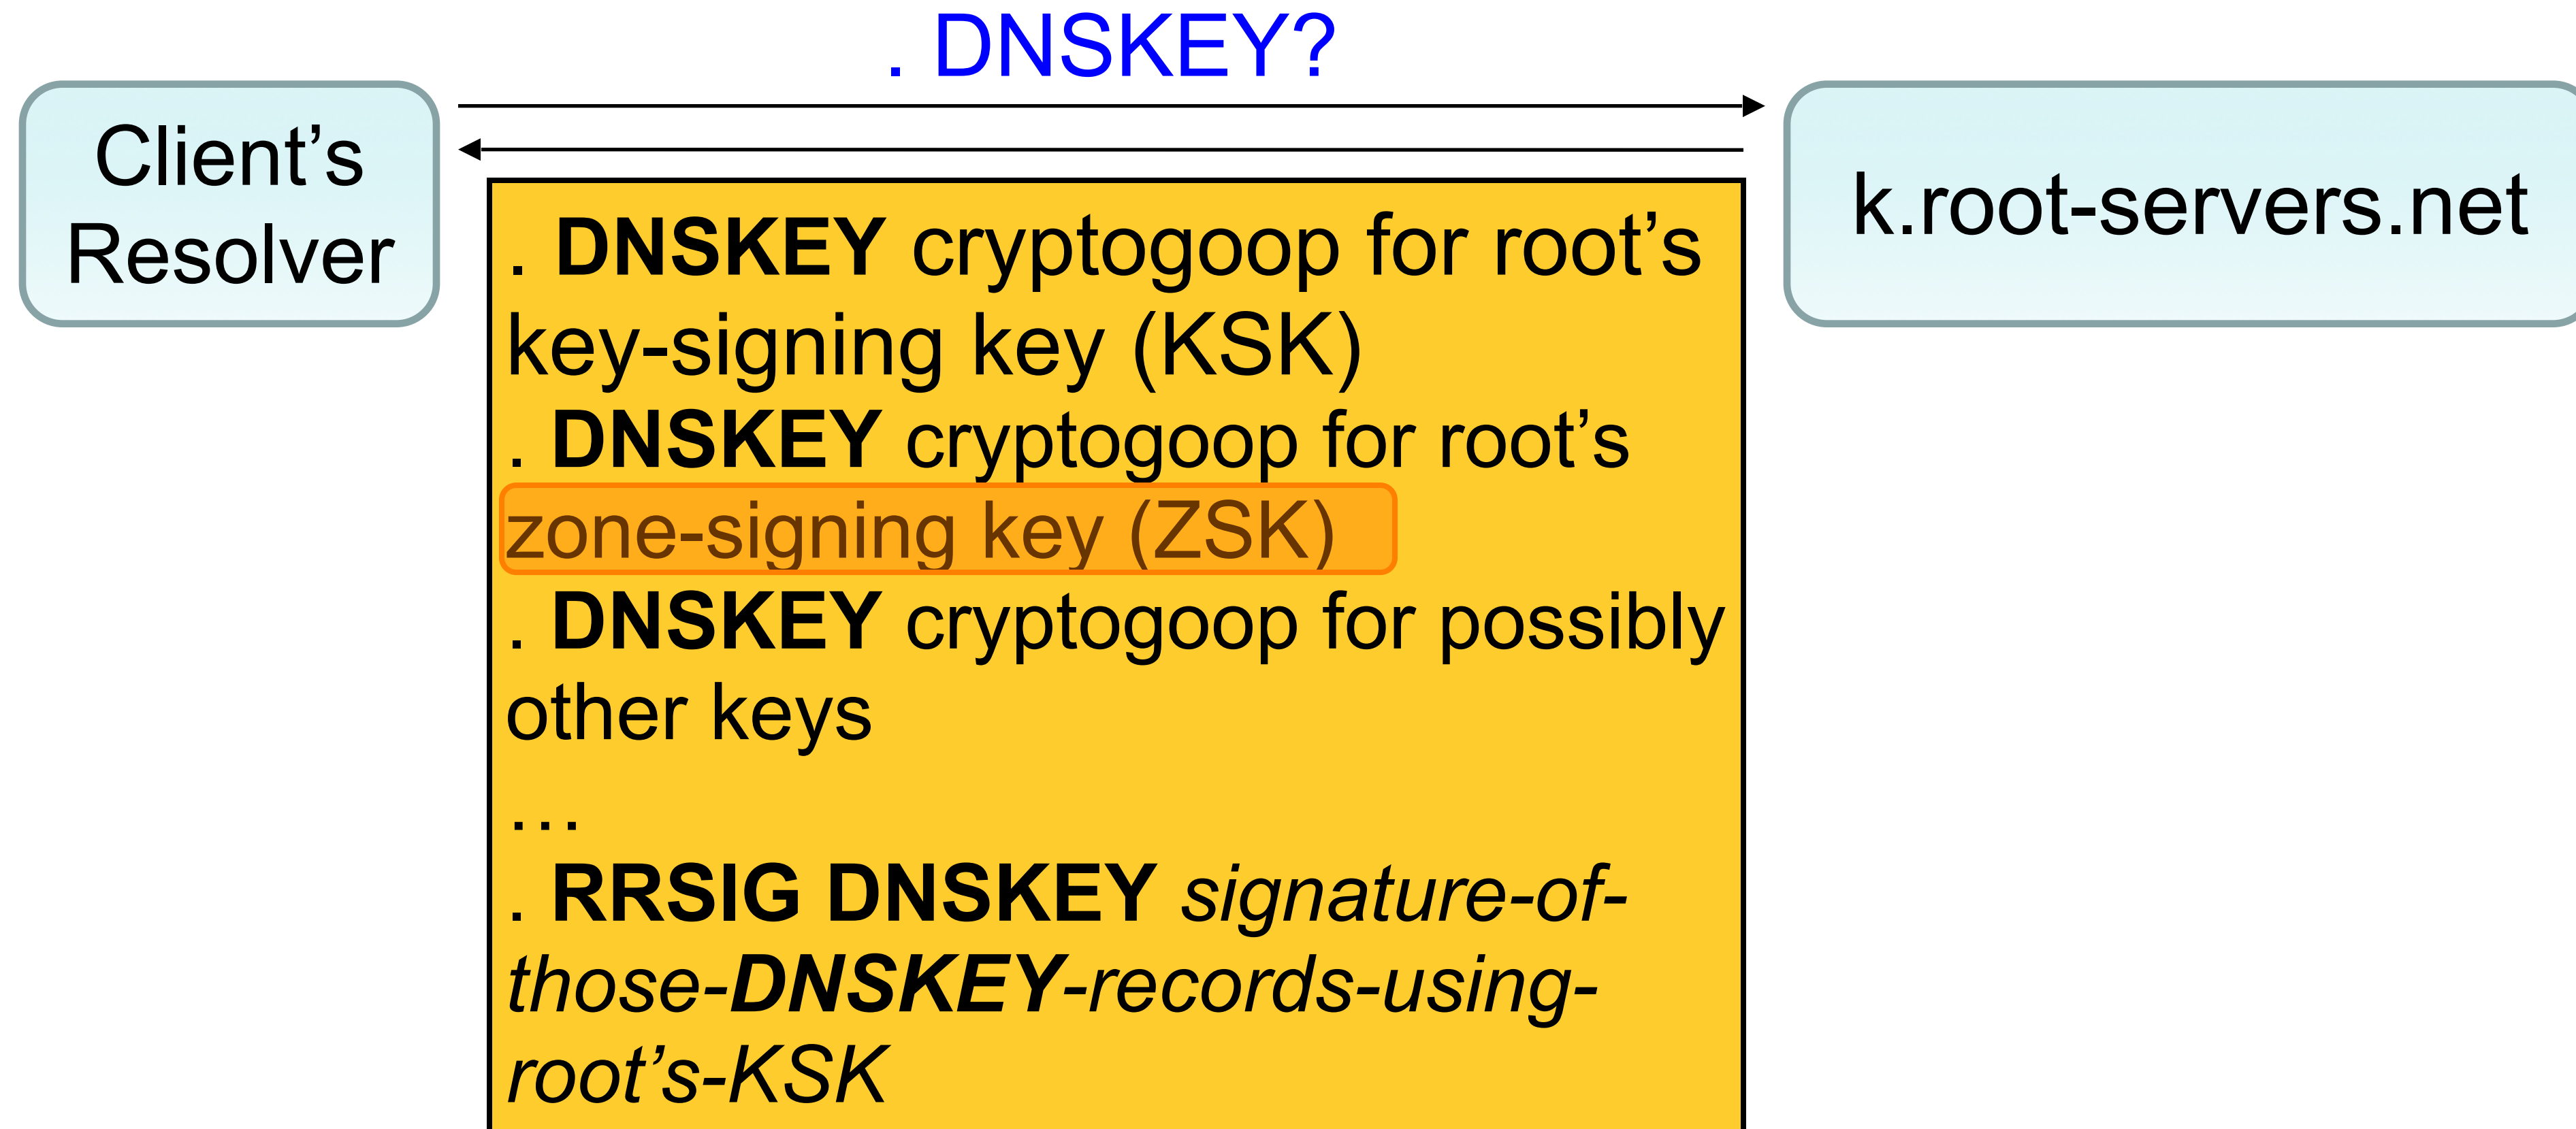 . DNSKEY?
Client’s
Resolver
k.root-servers.net
. DNSKEY cryptogoop for root’s
key-signing key (KSK)
. DNSKEY cryptogoop for root’s
zone-signing key (ZSK)
. DNSKEY cryptogoop for possibly
other keys
…
. RRSIG DNSKEY signature-of-
those-DNSKEY-records-using-
root’s-KSK